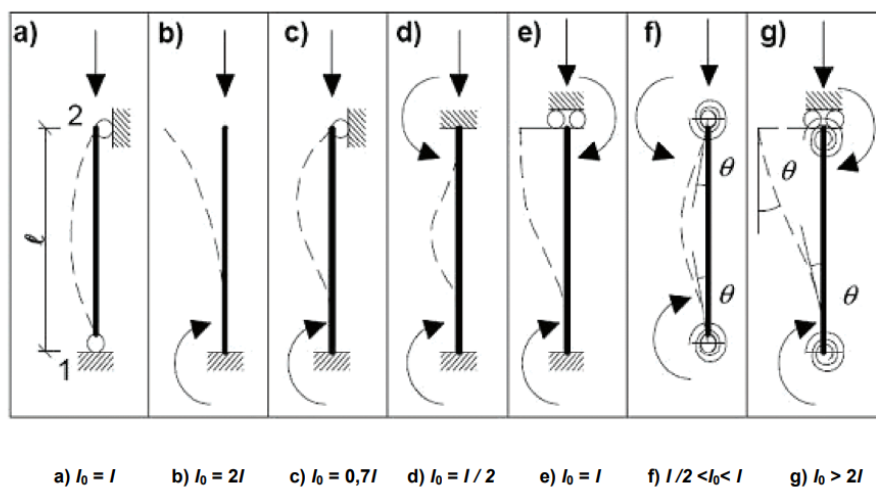 a) b) c) d) e) f) g)
2
ℓ
1
θ
θ
θ
θ
a) l₀ = l b) l₀ = 2l c) l₀ = 0,7l d) l₀ = l / 2 e) l₀ = l f) l /2 <l₀< l g) l₀ > 2l